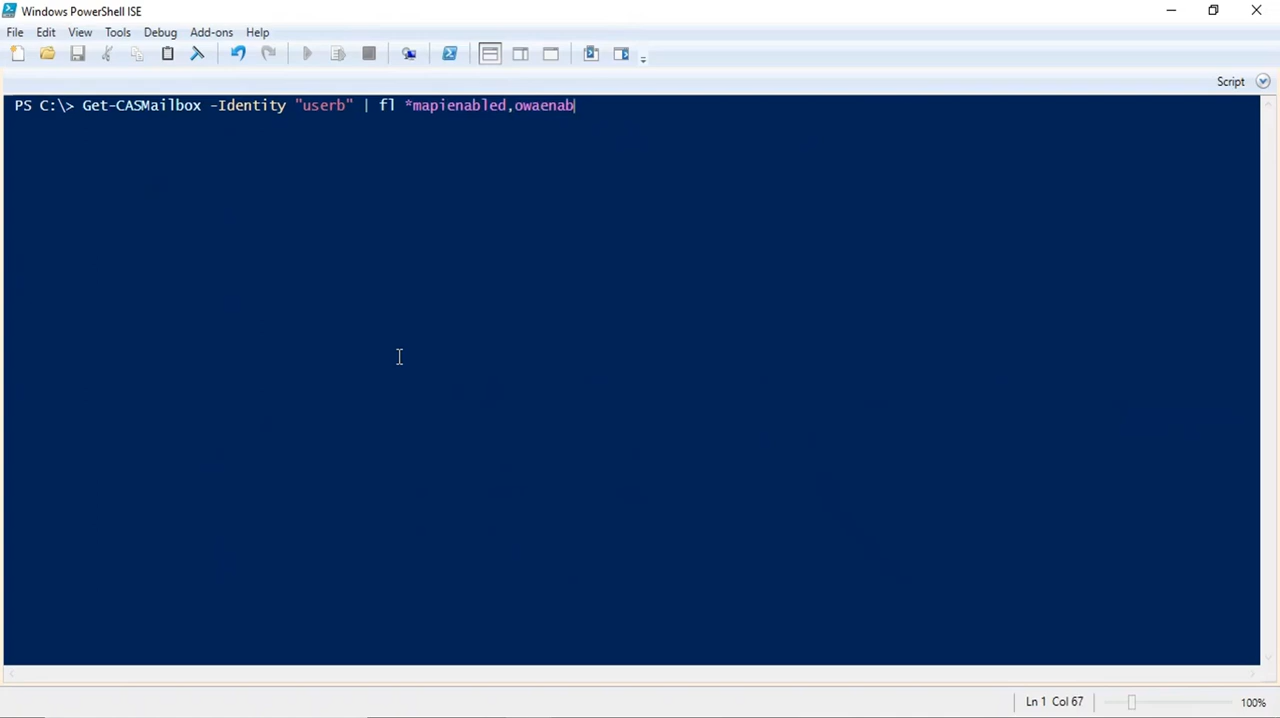 Windows PowerShell ISE
File Edit View Tools Debug Add-ons Help
Script
PS C:\> Get-CASMailbox -Identity "userb" | fl *mapienabled,owaenab
Ln 1 Col 67
100%